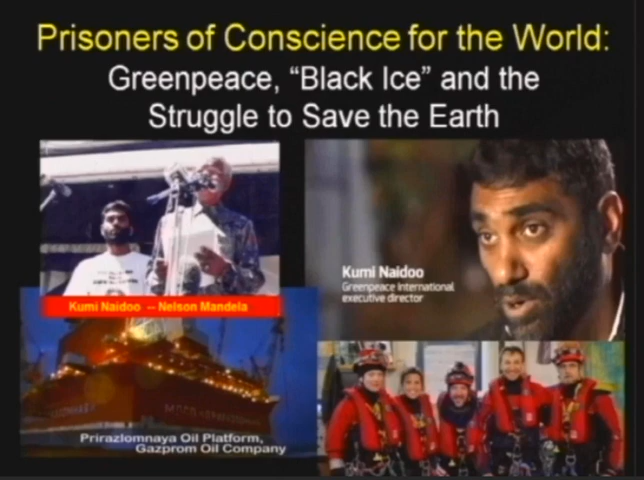 Prisoners of Conscience for the World:
Greenpeace, “Black Ice” and the
Struggle to Save the Earth
Kumi Naidoo
Greenpeace International
executive director
Kumi Naidoo -- Nelson Mandela
Prirazlomnaya Oil Platform,
Gazprom Oil Company